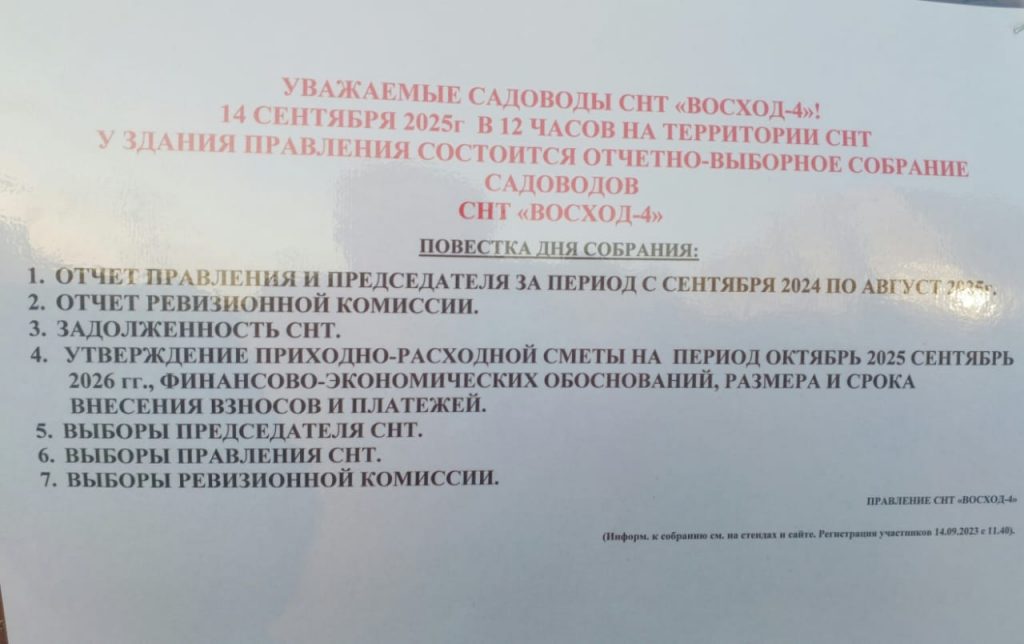 УВАЖАЕМЫЕ САДОВОДЫ СНТ «ВОСХОД-4»!
14 СЕНТЯБРЯ 2025г В 12 ЧАСОВ НА ТЕРРИТОРИИ СНТ
У ЗДАНИЯ ПРАВЛЕНИЯ СОСТОИТСЯ ОТЧЕТНО-ВЫБОРНОЕ СОБРАНИЕ
САДОВОДОВ
СНТ «ВОСХОД-4»
ПОВЕСТКА ДНЯ СОБРАНИЯ:
1. ОТЧЕТ ПРАВЛЕНИЯ И ПРЕДСЕДАТЕЛЯ ЗА ПЕРИОД С СЕНТЯБРЯ 2024 ПО АВГУСТ 2025г.
2. ОТЧЕТ РЕВИЗИОННОЙ КОМИССИИ.
3. ЗАДОЛЖЕННОСТЬ СНТ.
4. УТВЕРЖДЕНИЕ ПРИХОДНО-РАСХОДНОЙ СМЕТЫ НА ПЕРИОД ОКТЯБРЬ 2025 СЕНТЯБРЬ
2026 гг., ФИНАНСОВО-ЭКОНОМИЧЕСКИХ ОБОСНОВАНИЙ, РАЗМЕРА И СРОКА
ВНЕСЕНИЯ ВЗНОСОВ И ПЛАТЕЖЕЙ.
5. ВЫБОРЫ ПРЕДСЕДАТЕЛЯ СНТ.
6. ВЫБОРЫ ПРАВЛЕНИЯ СНТ.
7. ВЫБОРЫ РЕВИЗИОННОЙ КОМИССИИ.
ПРАВЛЕНИЕ СНТ «ВОСХОД-4»
(Информ. к собранию см. на стендах и сайте. Регистрация участников 14.09.2023 с 11.40).